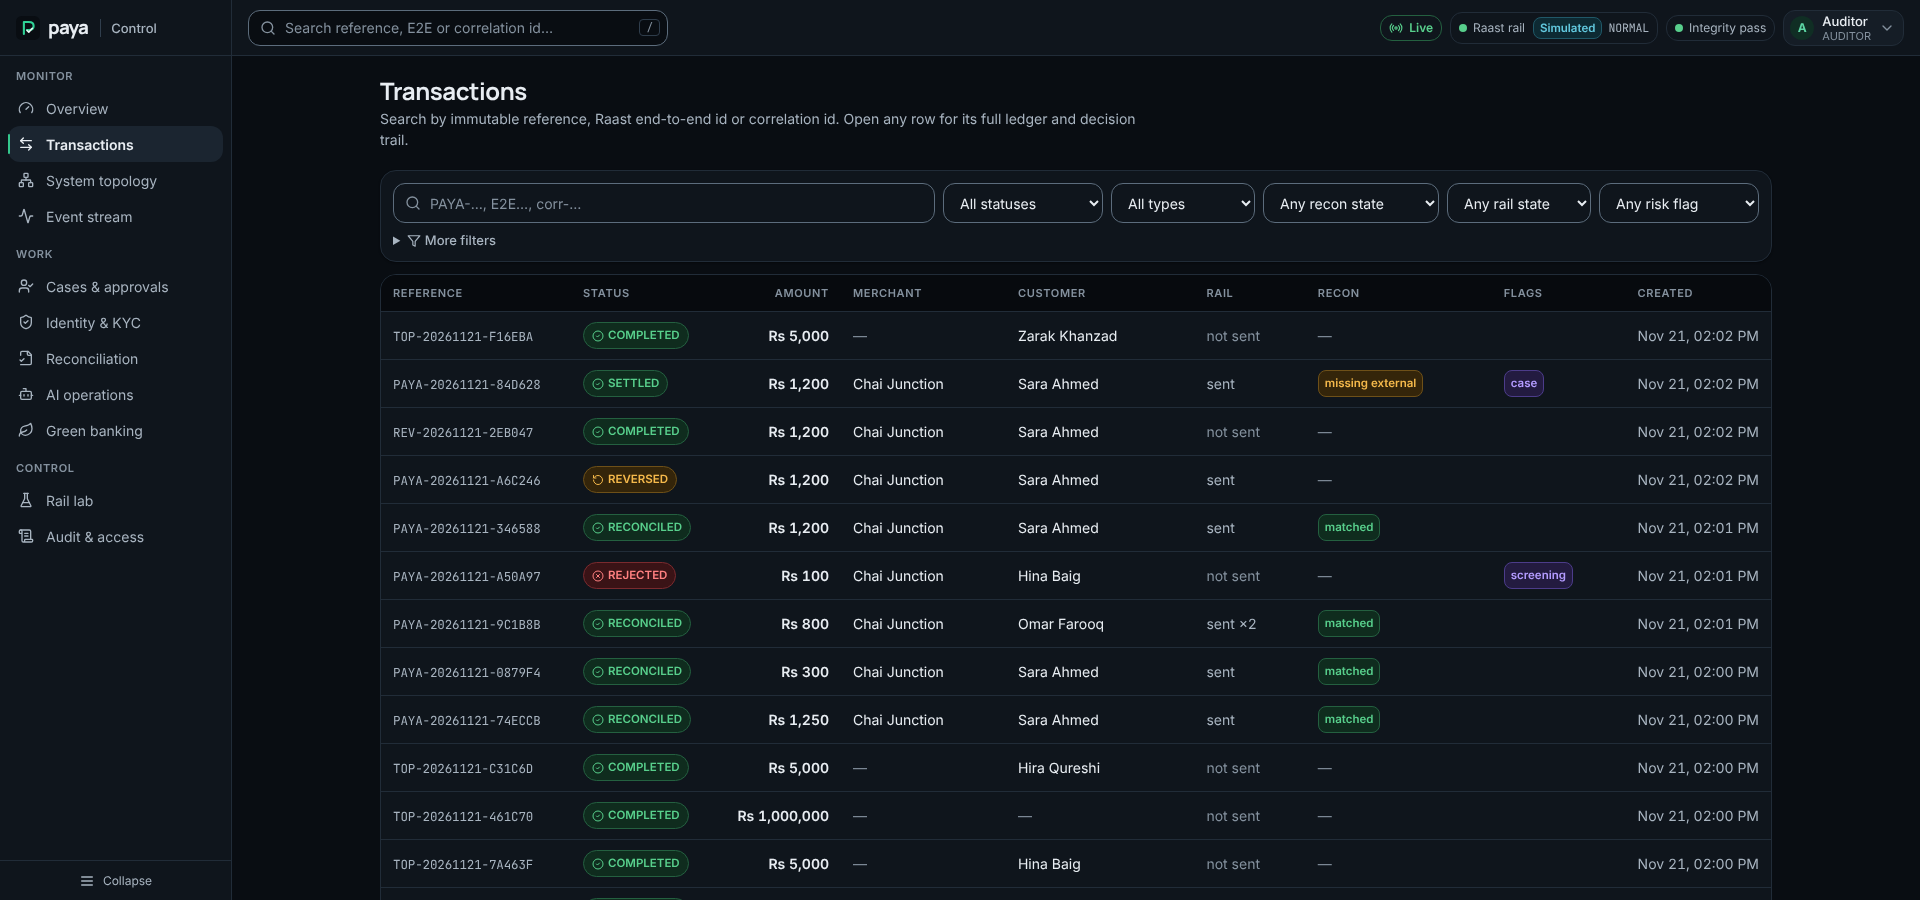 paya Control
Search reference, E2E or correlation id... /
Live
Raast rail Simulated NORMAL
Integrity pass
A Auditor
AUDITOR
MONITOR
Overview
Transactions
System topology
Event stream
WORK
Cases & approvals
Identity & KYC
Reconciliation
AI operations
Green banking
CONTROL
Rail lab
Audit & access
Collapse
Transactions
Search by immutable reference, Raast end-to-end id or correlation id. Open any row for its full ledger and decision
trail.
PAYA-..., E2E..., corr-... All statuses All types Any recon state Any rail state Any risk flag
More filters
REFERENCE STATUS AMOUNT MERCHANT CUSTOMER RAIL RECON FLAGS CREATED
TOP-20261121-F16EBA COMPLETED Rs 5,000 — Zarak Khanzad not sent — Nov 21, 02:02 PM
PAYA-20261121-84D628 SETTLED Rs 1,200 Chai Junction Sara Ahmed sent missing external case Nov 21, 02:02 PM
REV-20261121-2EB047 COMPLETED Rs 1,200 Chai Junction Sara Ahmed not sent — Nov 21, 02:02 PM
PAYA-20261121-A6C246 REVERSED Rs 1,200 Chai Junction Sara Ahmed sent — Nov 21, 02:02 PM
PAYA-20261121-346588 RECONCILED Rs 1,200 Chai Junction Sara Ahmed sent matched Nov 21, 02:01 PM
PAYA-20261121-A50A97 REJECTED Rs 100 Chai Junction Hina Baig not sent — screening Nov 21, 02:01 PM
PAYA-20261121-9C1B8B RECONCILED Rs 800 Chai Junction Omar Farooq sent ×2 matched Nov 21, 02:01 PM
PAYA-20261121-0879F4 RECONCILED Rs 300 Chai Junction Sara Ahmed sent matched Nov 21, 02:00 PM
PAYA-20261121-74ECCB RECONCILED Rs 1,250 Chai Junction Sara Ahmed sent matched Nov 21, 02:00 PM
TOP-20261121-C31C6D COMPLETED Rs 5,000 — Hira Qureshi not sent — Nov 21, 02:00 PM
TOP-20261121-461C70 COMPLETED Rs 1,000,000 — — not sent — Nov 21, 02:00 PM
TOP-20261121-7A463F COMPLETED Rs 5,000 — Hina Baig not sent — Nov 21, 02:00 PM